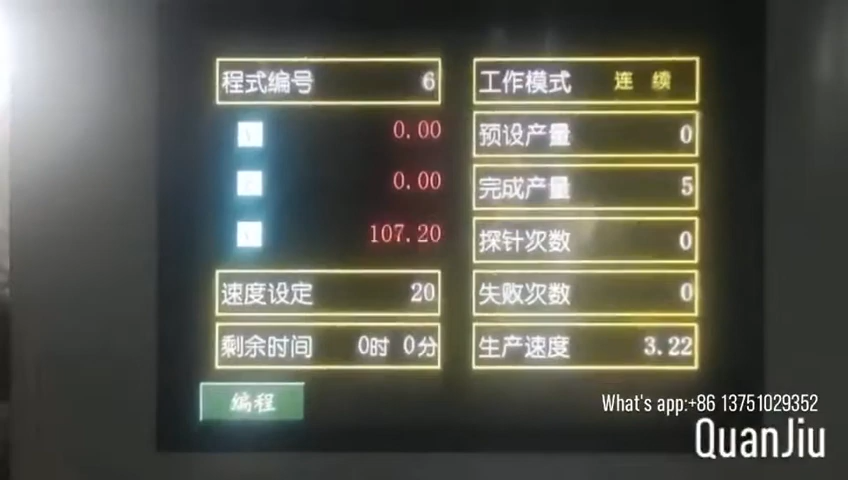 程式编号 6
0.00
0.00
107.20
速度设定 20
剩余时间 0时 0分
编程
工作模式 连 续
预设产量 0
完成产量 5
探针次数 0
失败次数 0
生产速度 3.22
What's app:+86 13751029352
QuanJiu